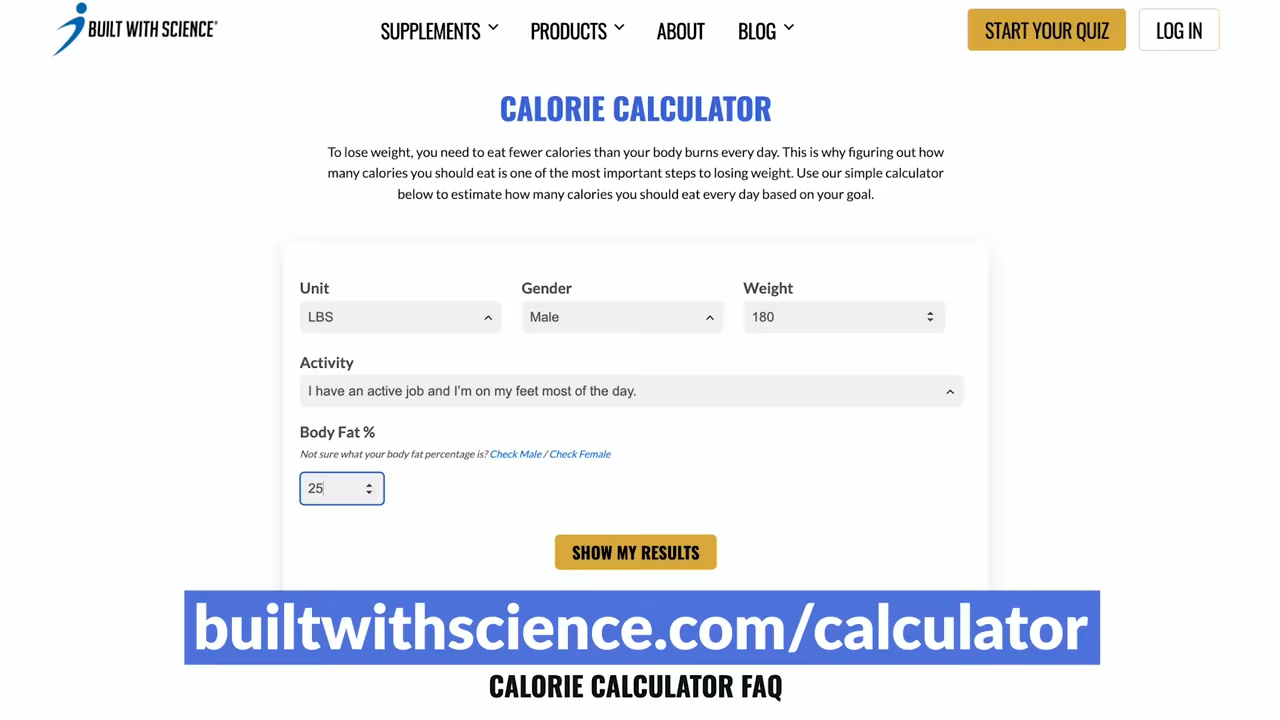 BUILT WITH SCIENCE®
SUPPLEMENTS PRODUCTS ABOUT BLOG START YOUR QUIZ LOG IN
CALORIE CALCULATOR
To lose weight, you need to eat fewer calories than your body burns every day. This is why figuring out how
many calories you should eat is one of the most important steps to losing weight. Use our simple calculator
below to estimate how many calories you should eat every day based on your goal.
Unit Gender Weight
LBS Male 180
Activity
I have an active job and I'm on my feet most of the day.
Body Fat %
Not sure what your body fat percentage is? Check Male / Check Female
25
SHOW MY RESULTS
builtwithscience.com/calculator
CALORIE CALCULATOR FAQ